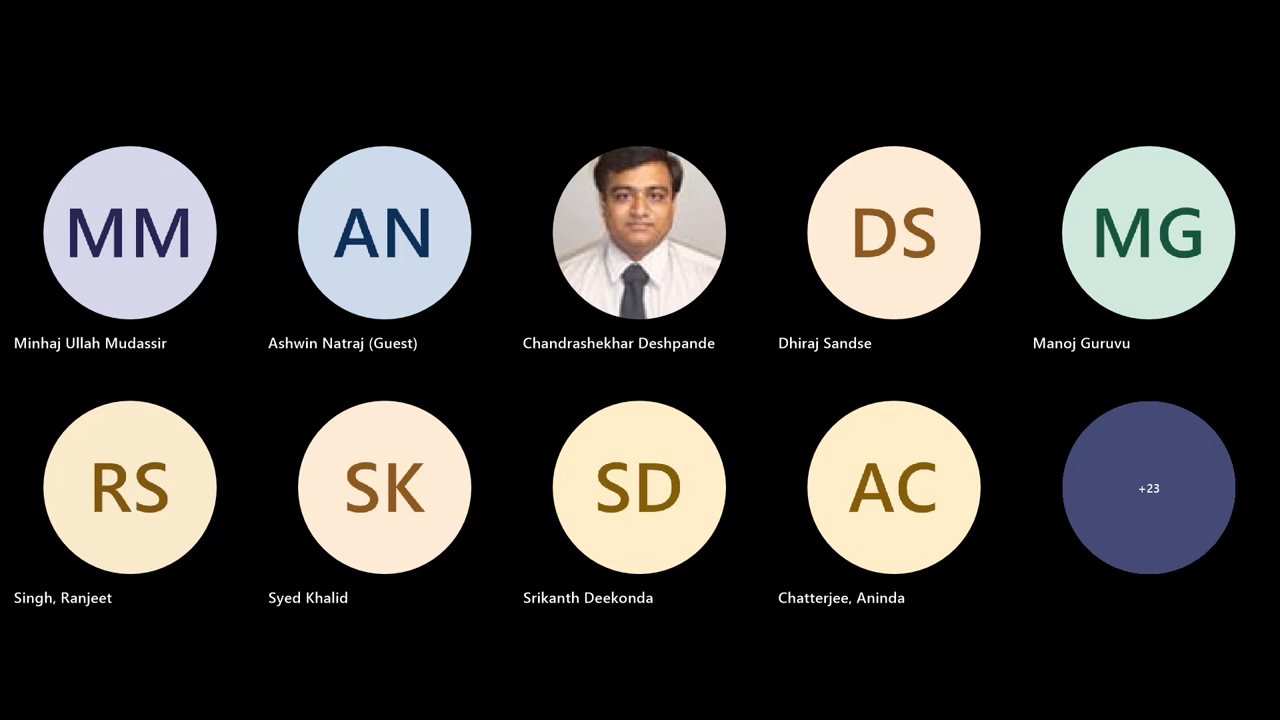 MM
AN
DS
MG
Minhaj Ullah Mudassir
Ashwin Natraj (Guest)
Chandrashekhar Deshpande
Dhiraj Sandse
Manoj Guruvu
RS
SK
SD
AC
+23
Singh, Ranjeet
Syed Khalid
Srikanth Deekonda
Chatterjee, Aninda